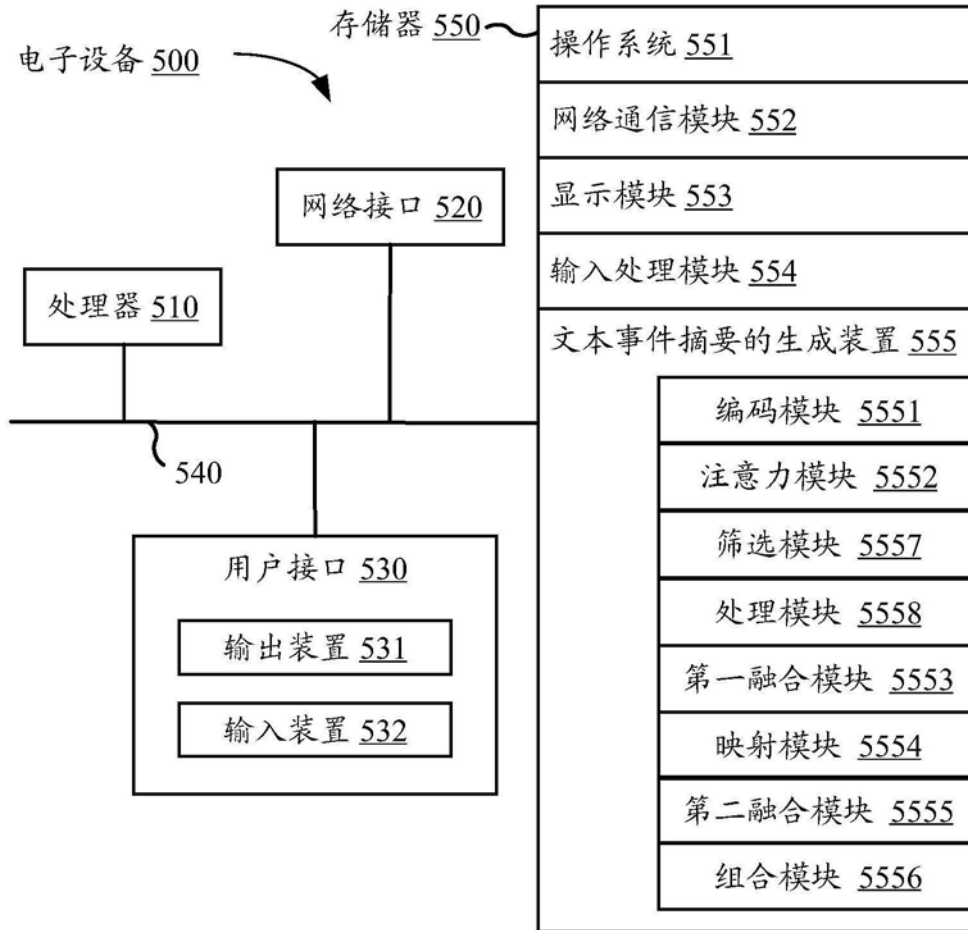 存储器 550
电子设备 500
网络接口 520
处理器 510
540
用户接口 530
输出装置 531
输入装置 532
操作系统 551
网络通信模块 552
显示模块 553
输入处理模块 554
文本事件摘要的生成装置 555
编码模块 5551
注意力模块 5552
筛选模块 5557
处理模块 5558
第一融合模块 5553
映射模块 5554
第二融合模块 5555
组合模块 5556